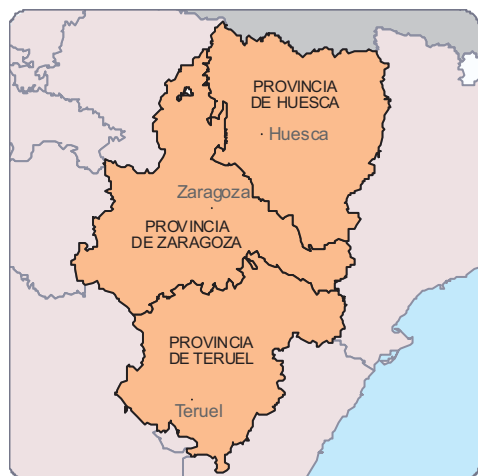 PROVINCIA
DE HUESCA
Huesca
Zaragoza
PROVINCIA
DE ZARAGOZA
PROVINCIA
DE TERUEL
Teruel